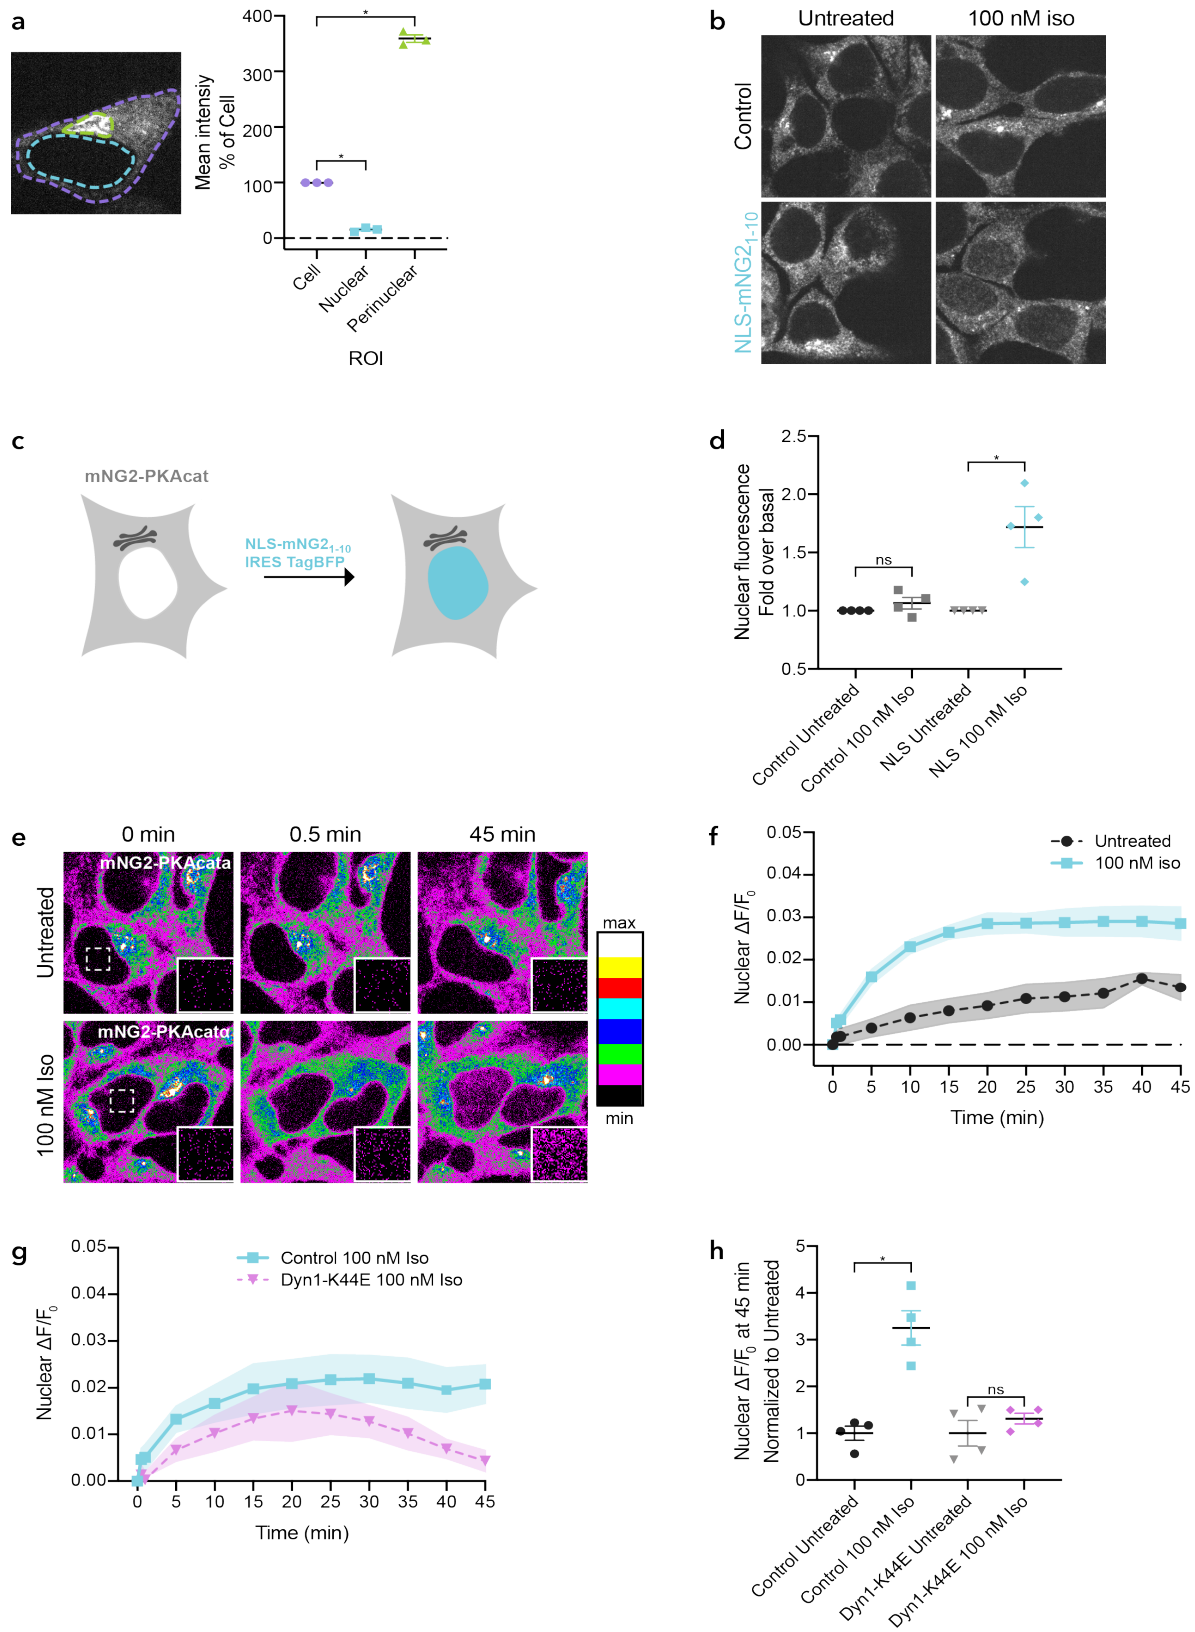 a
400
300
200
100
0
Mean intensiy
% of Cell
*
*
Cell
Nuclear
Perinuclear
ROI
b
Untreated
100 nM iso
Control
NLS-mNG21-10
c
mNG2-PKAcat
NLS-mNG21-10
IRES TagBFP
d
2.5
2.0
1.5
1.0
0.5
Nuclear fluorescence
Fold over basal
ns
*
Control Untreated
Control 100 nM Iso
NLS Untreated
NLS 100 nM Iso
e
0 min
0.5 min
45 min
Untreated
mNG2-PKAcata
100 nM Iso
mNG2-PKAcatα
max
min
f
0.05
0.04
0.03
0.02
0.01
0.00
Nuclear ΔF/F0
Untreated
100 nM iso
0 5 10 15 20 25 30 35 40 45
Time (min)
g
0.05
0.04
0.03
0.02
0.01
0.00
Nuclear ΔF/F0
Control 100 nM Iso
Dyn1-K44E 100 nM Iso
0 5 10 15 20 25 30 35 40 45
Time (min)
h
5
4
3
2
1
0
Nuclear ΔF/F0 at 45 min
Normalized to Untreated
*
ns
Control Untreated
Control 100 nM Iso
Dyn1-K44E Untreated
Dyn1-K44E 100 nM Iso